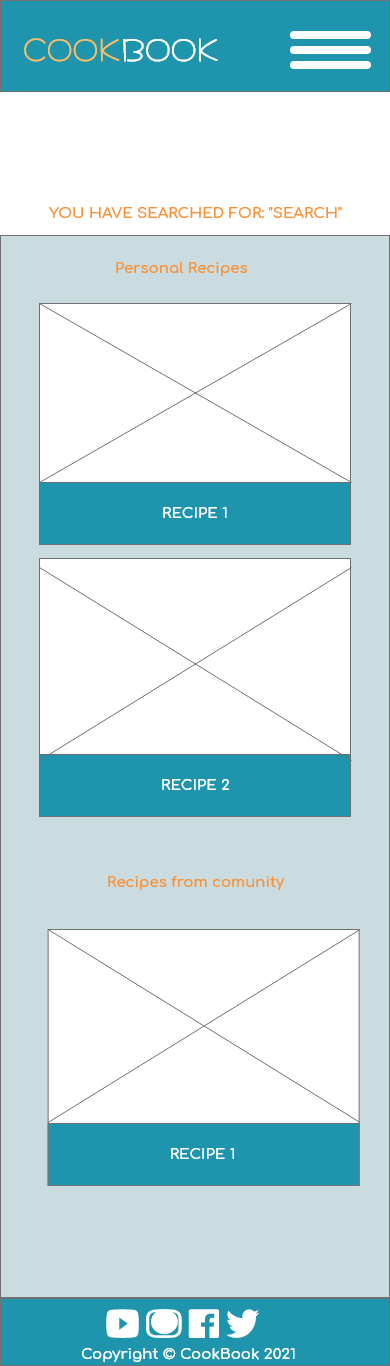 COOKBOOK
YOU HAVE SEARCHED FOR: "SEARCH"
Personal Recipes
RECIPE 1
RECIPE 2
Recipes from comunity
RECIPE 1
Copyright © CookBook 2021